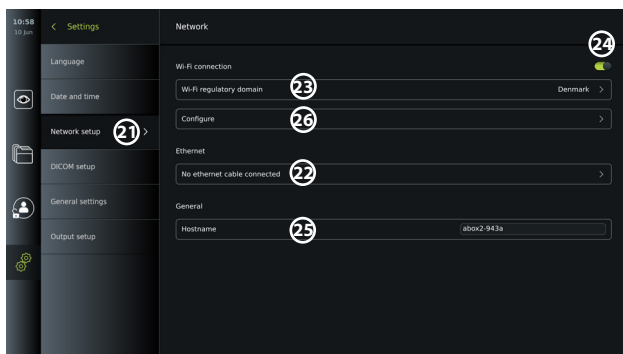 10:58
10 Jun
Settings
Network
24
Language
Wi-Fi connection
Wi-Fi regulatory domain
23
Denmark
Date and time
Configure
26
Network setup
21
Ethernet
DICOM setup
No ethernet cable connected
22
General settings
General
Hostname
25
abox2-943a
Output setup